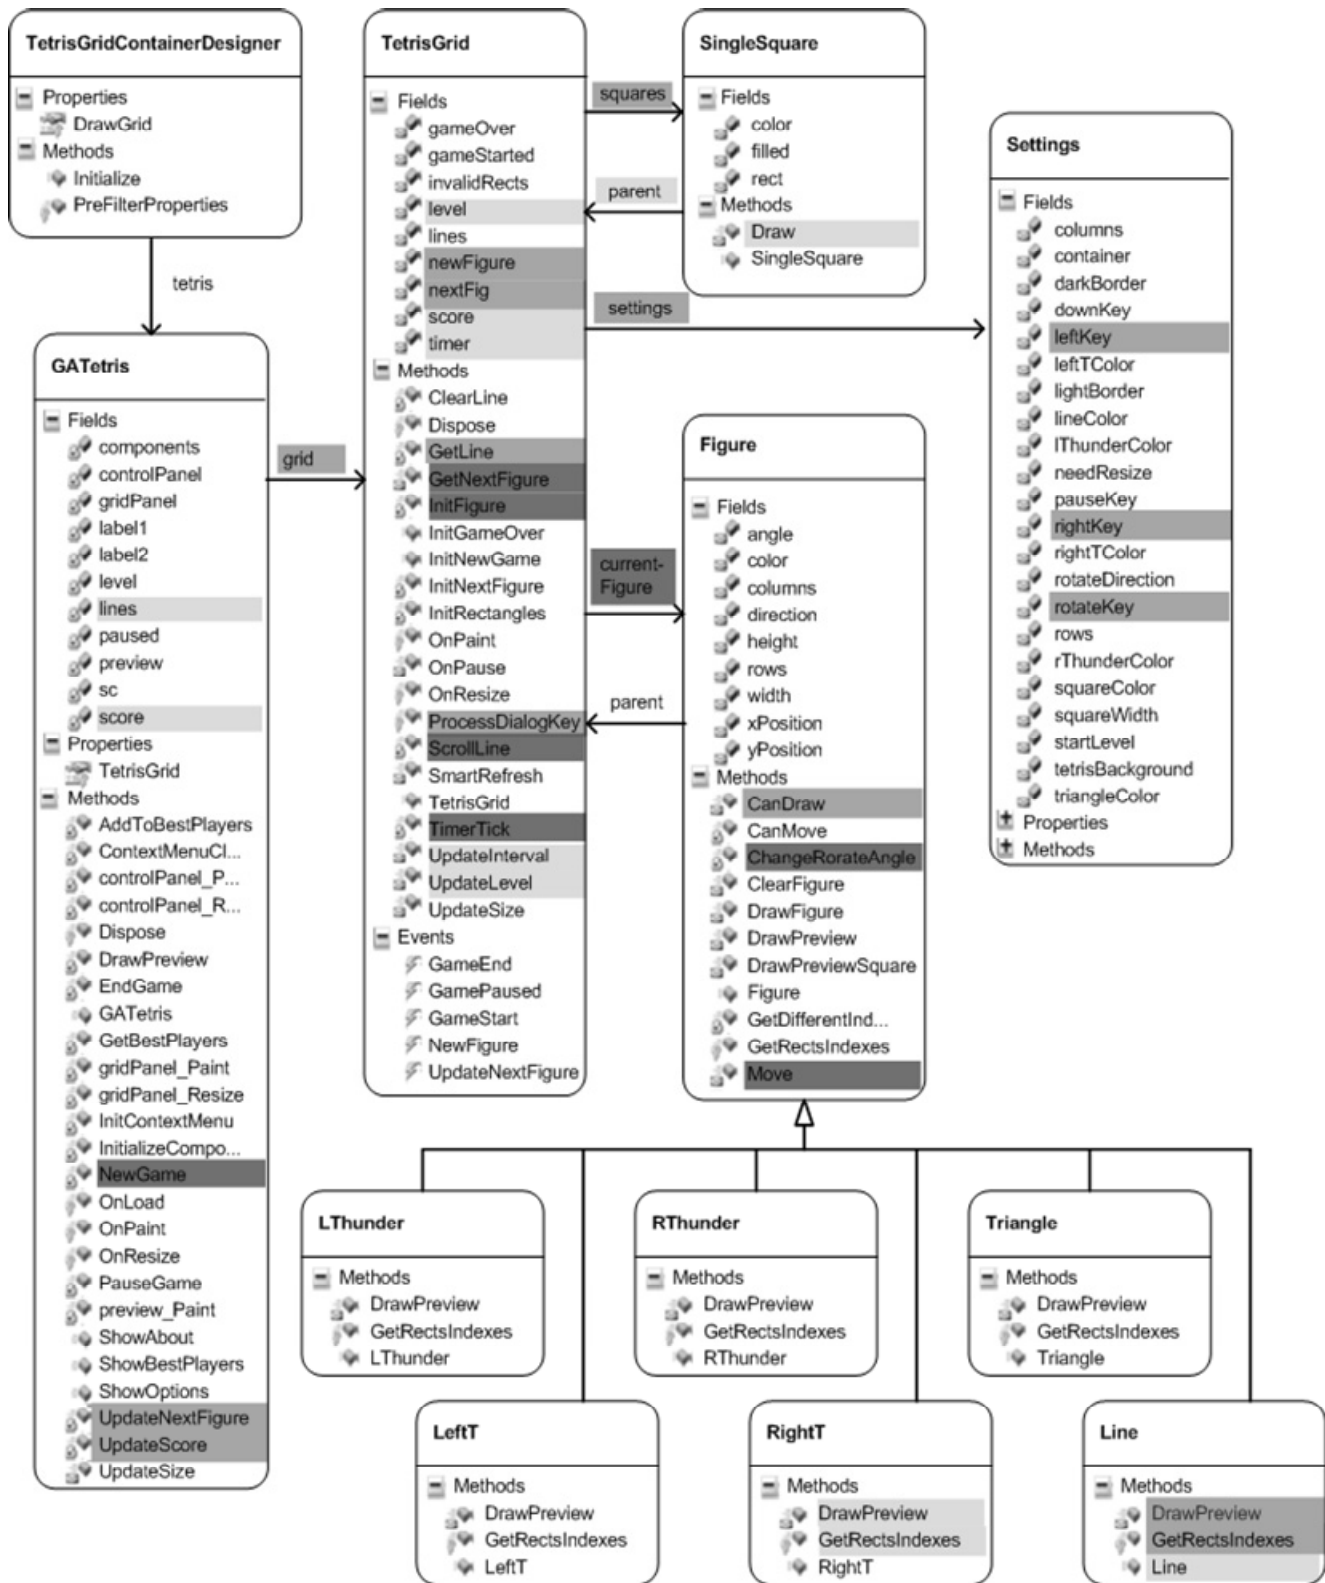 TetrisGridContainerDesigner
Properties
DrawGrid
Methods
Initialize
PreFilterProperties
tetris
GATetris
Fields
components
controlPanel
gridPanel
label1
label2
level
lines
paused
preview
sc
score
Properties
TetrisGrid
Methods
AddToBestPlayers
ContextMenuCl...
controlPanel_P...
controlPanel_R...
Dispose
DrawPreview
EndGame
GATetris
GetBestPlayers
gridPanel_Paint
gridPanel_Resize
InitContextMenu
InitializeCompo...
NewGame
OnLoad
OnPaint
OnResize
PauseGame
preview_Paint
ShowAbout
ShowBestPlayers
ShowOptions
UpdateNextFigure
UpdateScore
UpdateSize
grid
TetrisGrid
Fields
gameOver
gameStarted
invalidRects
level
lines
newFigure
nextFig
score
timer
Methods
ClearLine
Dispose
GetLine
GetNextFigure
InitFigure
InitGameOver
InitNewGame
InitNextFigure
InitRectangles
OnPaint
OnPause
OnResize
ProcessDialogKey
ScrollLine
SmartRefresh
TetrisGrid
TimerTick
UpdateInterval
UpdateLevel
UpdateSize
Events
GameEnd
GamePaused
GameStart
NewFigure
UpdateNextFigure
squares
parent
settings
current-
Figure
parent
SingleSquare
Fields
color
filled
rect
Methods
Draw
SingleSquare
Figure
Fields
angle
color
columns
direction
height
rows
width
xPosition
yPosition
Methods
CanDraw
CanMove
ChangeRorateAngle
ClearFigure
DrawFigure
DrawPreview
DrawPreviewSquare
Figure
GetDifferentInd...
GetRectsIndexes
Move
Settings
Fields
columns
container
darkBorder
downKey
leftKey
leftTColor
lightBorder
lineColor
lThunderColor
needResize
pauseKey
rightKey
rightTColor
rotateDirection
rotateKey
rows
rThunderColor
squareColor
squareWidth
startLevel
tetrisBackground
triangleColor
Properties
Methods
LThunder
Methods
DrawPreview
GetRectsIndexes
LThunder
RThunder
Methods
DrawPreview
GetRectsIndexes
RThunder
Triangle
Methods
DrawPreview
GetRectsIndexes
Triangle
LeftT
Methods
DrawPreview
GetRectsIndexes
LeftT
RightT
Methods
DrawPreview
GetRectsIndexes
RightT
Line
Methods
DrawPreview
GetRectsIndexes
Line